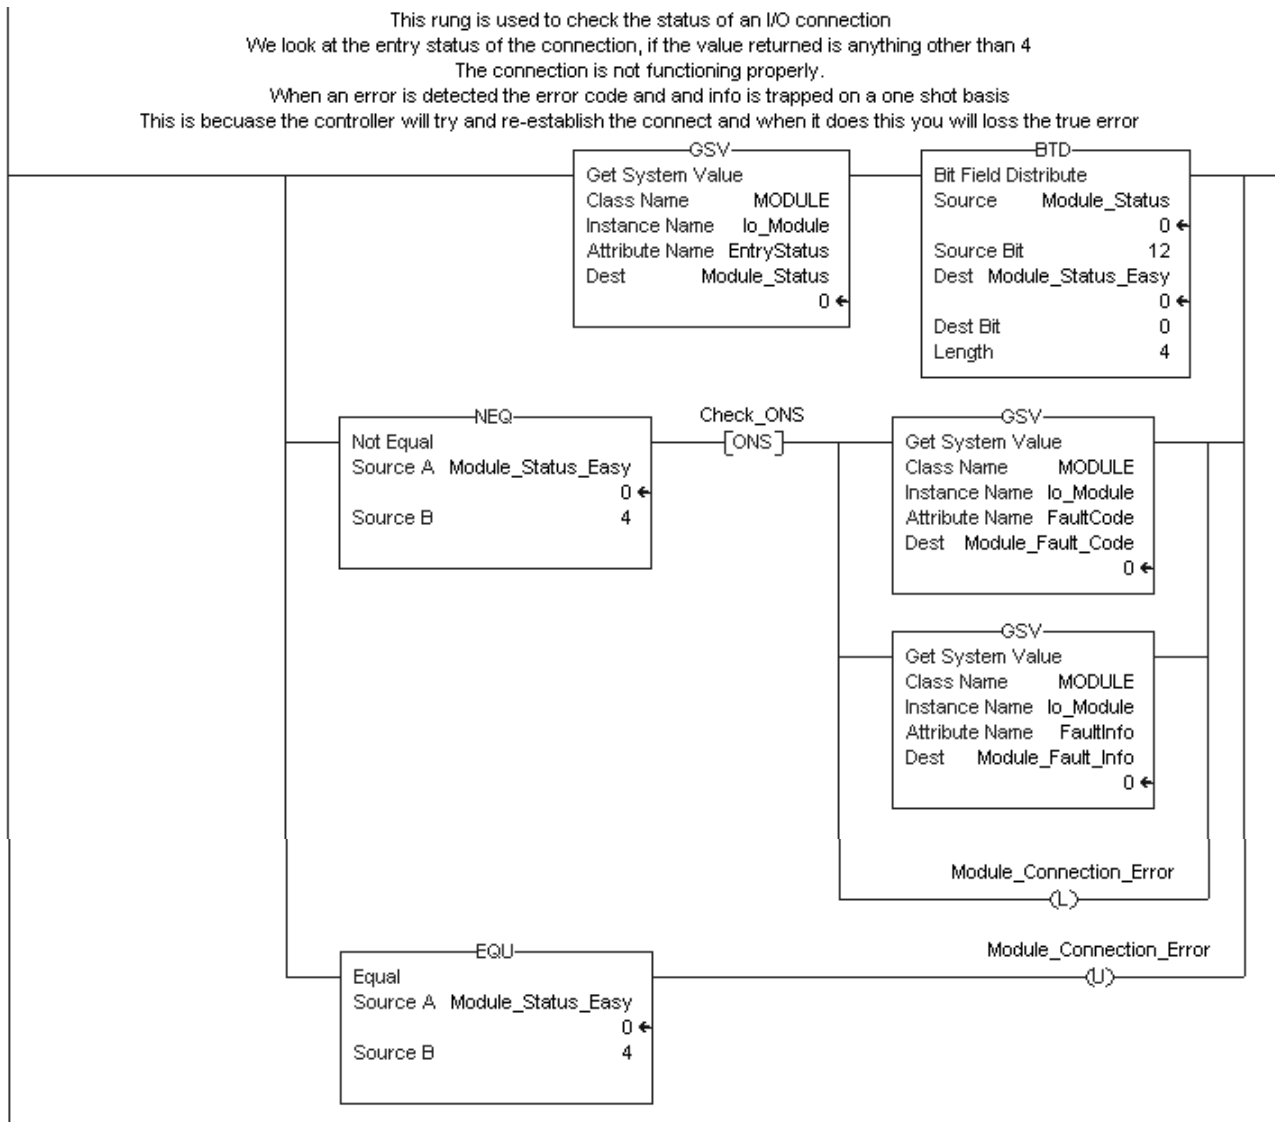 This rung is used to check the status of an I/O connection
We look at the entry status of the connection, if the value returned is anything other than 4
The connection is not functioning properly.
When an error is detected the error code and and info is trapped on a one shot basis
This is becuase the controller will try and re-establish the connect and when it does this you will loss the true error
GSV
Get System Value
Class Name MODULE
Instance Name Io_Module
Attribute Name EntryStatus
Dest Module_Status
0
BTD
Bit Field Distribute
Source Module_Status
0
Source Bit 12
Dest Module_Status_Easy
0
Dest Bit 0
Length 4
NEQ
Not Equal
Source A Module_Status_Easy
0
Source B 4
Check_ONS
ONS
GSV
Get System Value
Class Name MODULE
Instance Name Io_Module
Attribute Name FaultCode
Dest Module_Fault_Code
0
GSV
Get System Value
Class Name MODULE
Instance Name Io_Module
Attribute Name FaultInfo
Dest Module_Fault_Info
0
Module_Connection_Error
L
EQU
Equal
Source A Module_Status_Easy
0
Source B 4
Module_Connection_Error
U